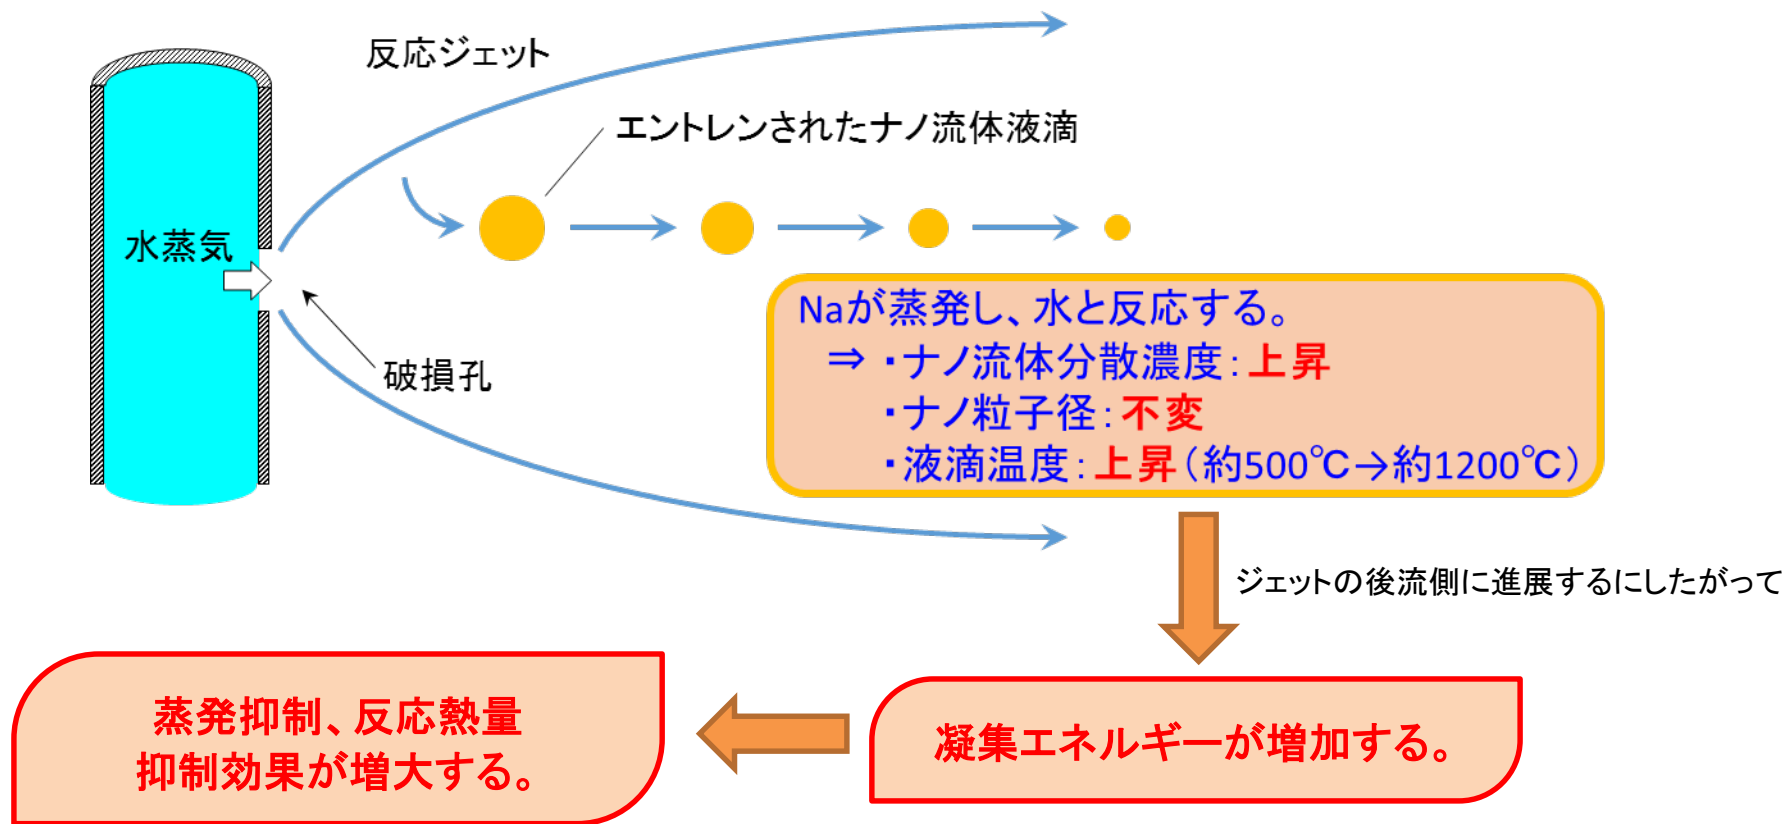 反応ジェット
エントレンされたナノ流体液滴
水蒸気
破損孔
Naが蒸発し、水と反応する。
⇒ ・ナノ流体分散濃度：上昇
・ナノ粒子径：不変
・液滴温度：上昇（約500℃→約1200℃）
ジェットの後流側に進展するにしたがって
凝集エネルギーが増加する。
蒸発抑制、反応熱量
抑制効果が増大する。